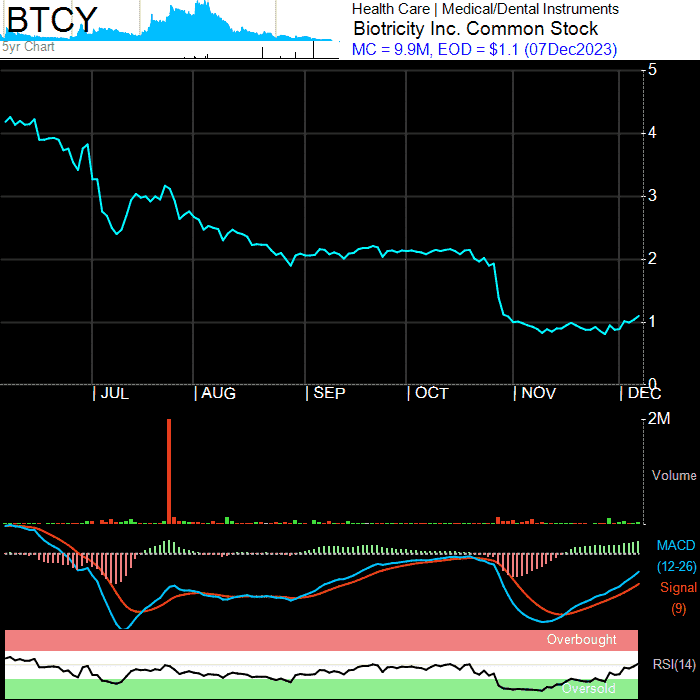 BTCY
5yr Chart
Health Care | Medical/Dental Instruments
Biotricity Inc. Common Stock
MC = 9.9M, EOD = $1.1 (07Dec2023)
5
4
3
2
1
0
| JUL | AUG | SEP | OCT | NOV | DEC
2M
Volume
MACD
(12-26)
Signal
(9)
Overbought
RSI(14)
Oversold